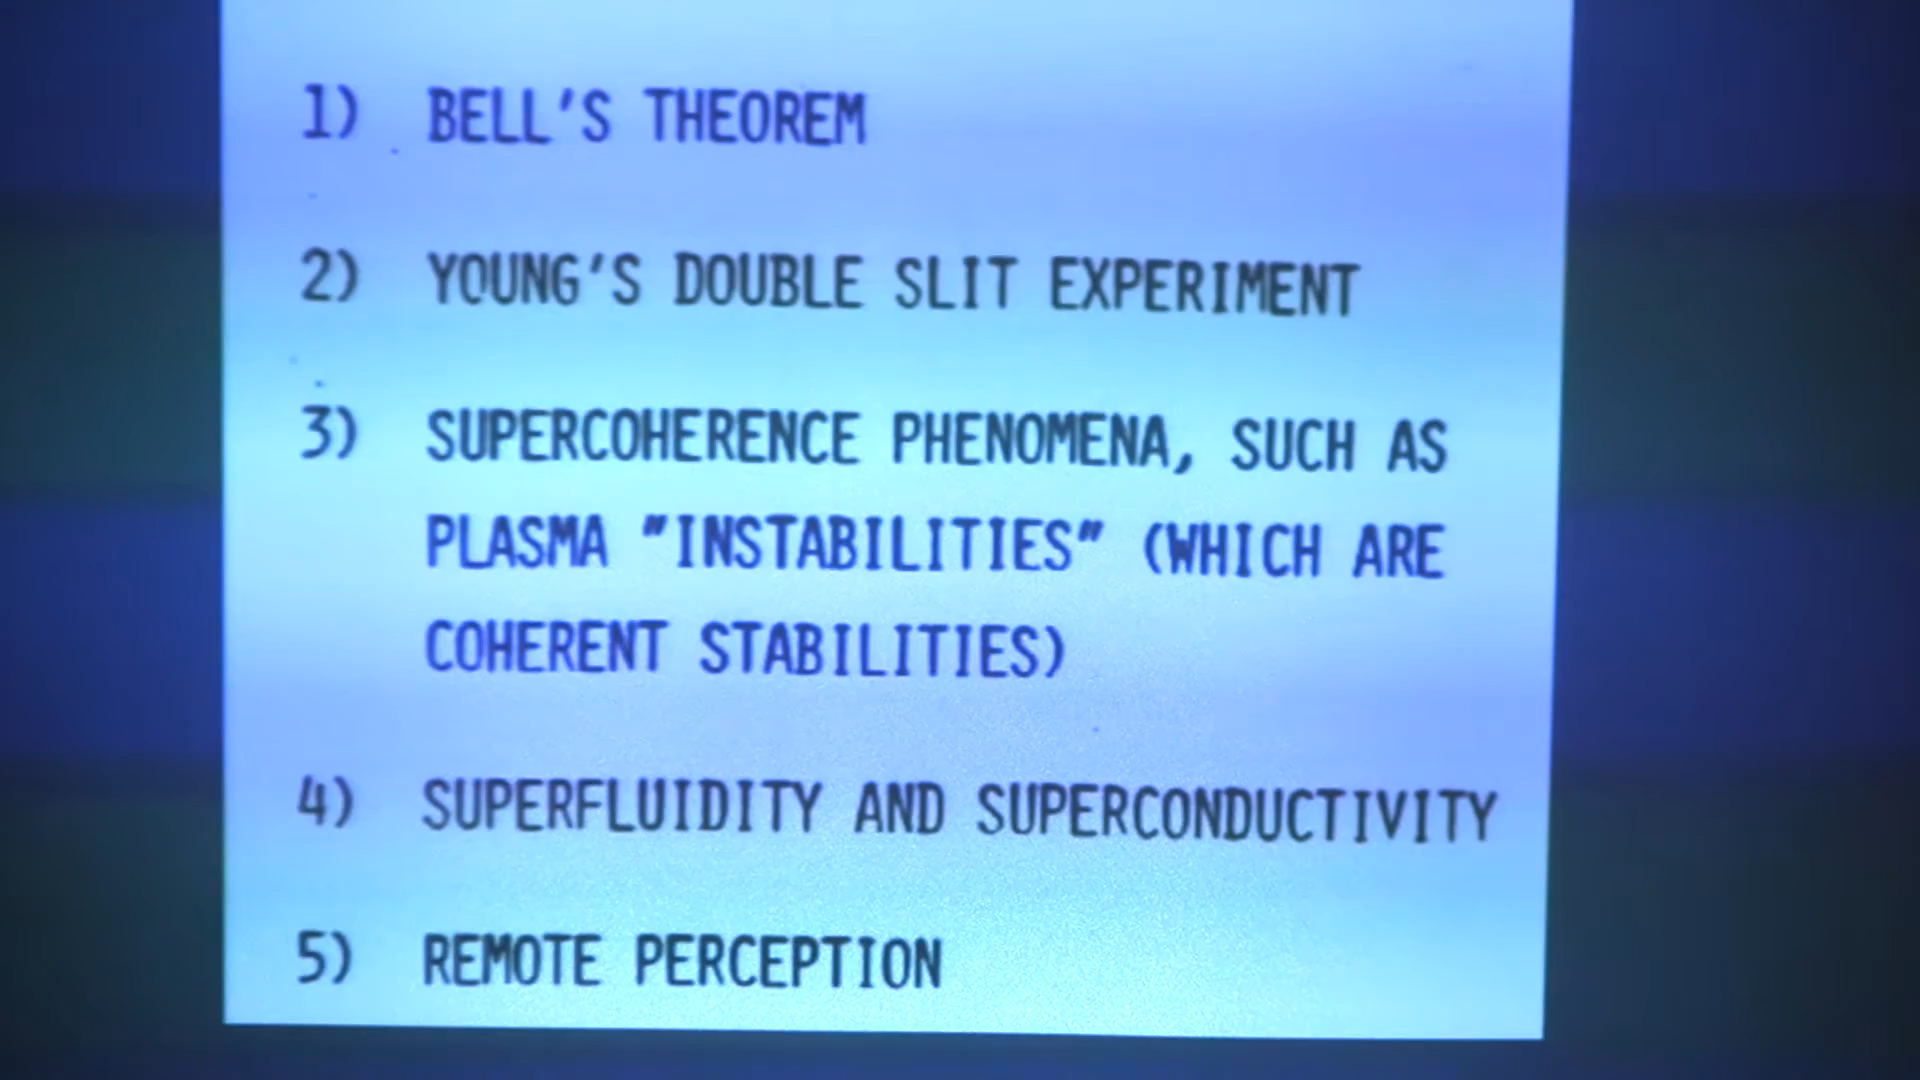 1) BELL'S THEOREM
2) YOUNG'S DOUBLE SLIT EXPERIMENT
3) SUPERCOHERENCE PHENOMENA, SUCH AS
PLASMA "INSTABILITIES" (WHICH ARE
COHERENT STABILITIES)
4) SUPERFLUIDITY AND SUPERCONDUCTIVITY
5) REMOTE PERCEPTION